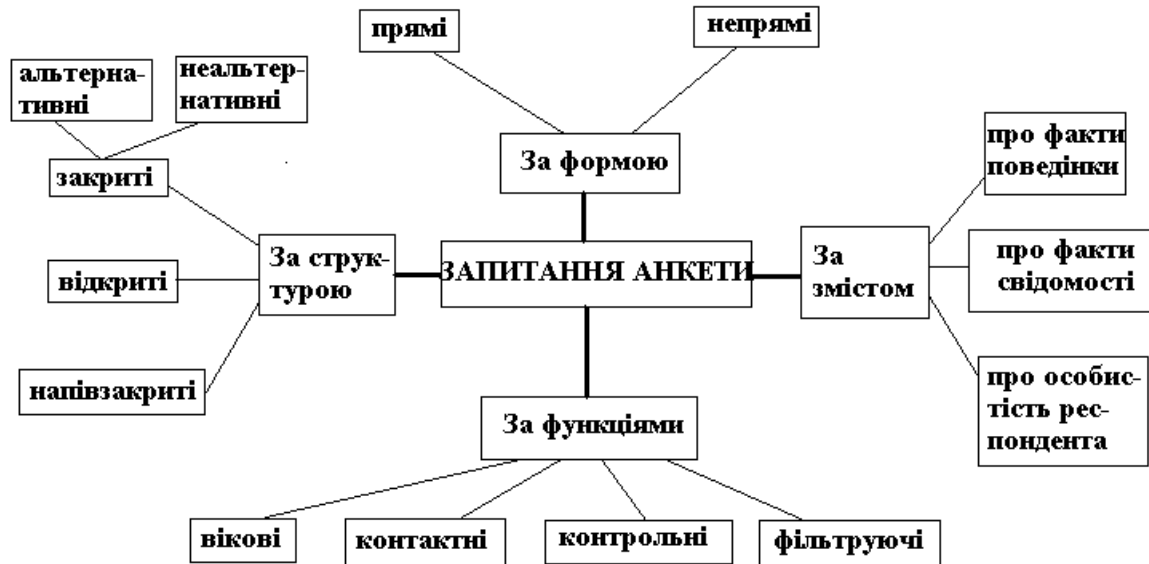 прямі
непрямі
альтерна-
тивні
неальтер-
нативні
За формою
про факти
поведінки
закриті
За струк-
турою
ЗАПИТАННЯ АНКЕТИ
За
змістом
про факти
свідомості
відкриті
напівзакриті
про особис-
тість рес-
пондента
За функціями
вікові
контактні
контрольні
фільтруючі